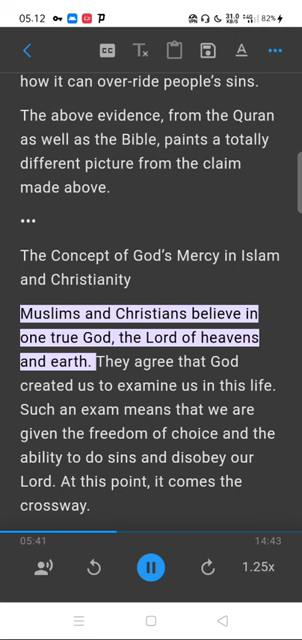 05.12
31.0
KB/S
82%
CC
how it can over-ride people’s sins.
The above evidence, from the Quran
as well as the Bible, paints a totally
different picture from the claim
made above.
•••
The Concept of God’s Mercy in Islam
and Christianity
Muslims and Christians believe in
one true God, the Lord of heavens
and earth. They agree that God
created us to examine us in this life.
Such an exam means that we are
given the freedom of choice and the
ability to do sins and disobey our
Lord. At this point, it comes the
crossway.
05:41 14:43
1.25x